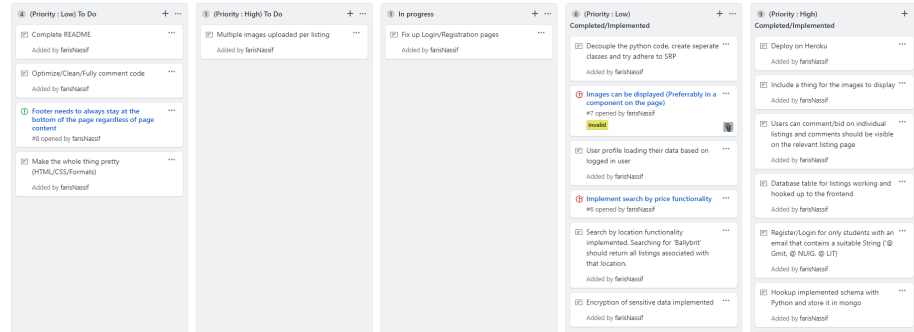 4 (Priority : Low) To Do
Complete README
Added by farisNassif
Optimize/Clean/Fully comment code
Added by farisNassif
Footer needs to always stay at the
bottom of the page regardless of page
content
#8 opened by farisNassif
Make the whole thing pretty
(HTML/CSS/Formats)
Added by farisNassif
1 (Priority : High) To Do
Multiple images uploaded per listing
Added by farisNassif
1 In progress
Fix up Login/Registration pages
Added by farisNassif
6 (Priority : Low)
Completed/Implemented
Decouple the python code, create seperate
classes and try adhere to SRP
Added by farisNassif
Images can be displayed (Preferrably in a
component on the page)
#7 opened by farisNassif
invalid
User profile loading their data based on
logged in user
Added by farisNassif
Implement search by price functionality
#6 opened by farisNassif
Search by location functionality
implemented. Searching for 'Ballybrit'
should return all listings associated with
that location.
Added by farisNassif
Encryption of sensitive data implemented
Added by farisNassif
9 (Priority : High)
Completed/Implemented
Deploy on Heroku
Added by farisNassif
Include a thing for the images to display
Added by farisNassif
Users can comment/bid on individual
listings and comments should be visible
on the relevant listing page
Added by farisNassif
Database table for listings working and
hooked up to the frontend
Added by farisNassif
Register/Login for only students with an
email that contains a suitable String ('@
Gmit, @ NUIG, @ LIT)
Added by farisNassif
Hookup implemented schema with
Python and store it in mongo
Added by farisNassif